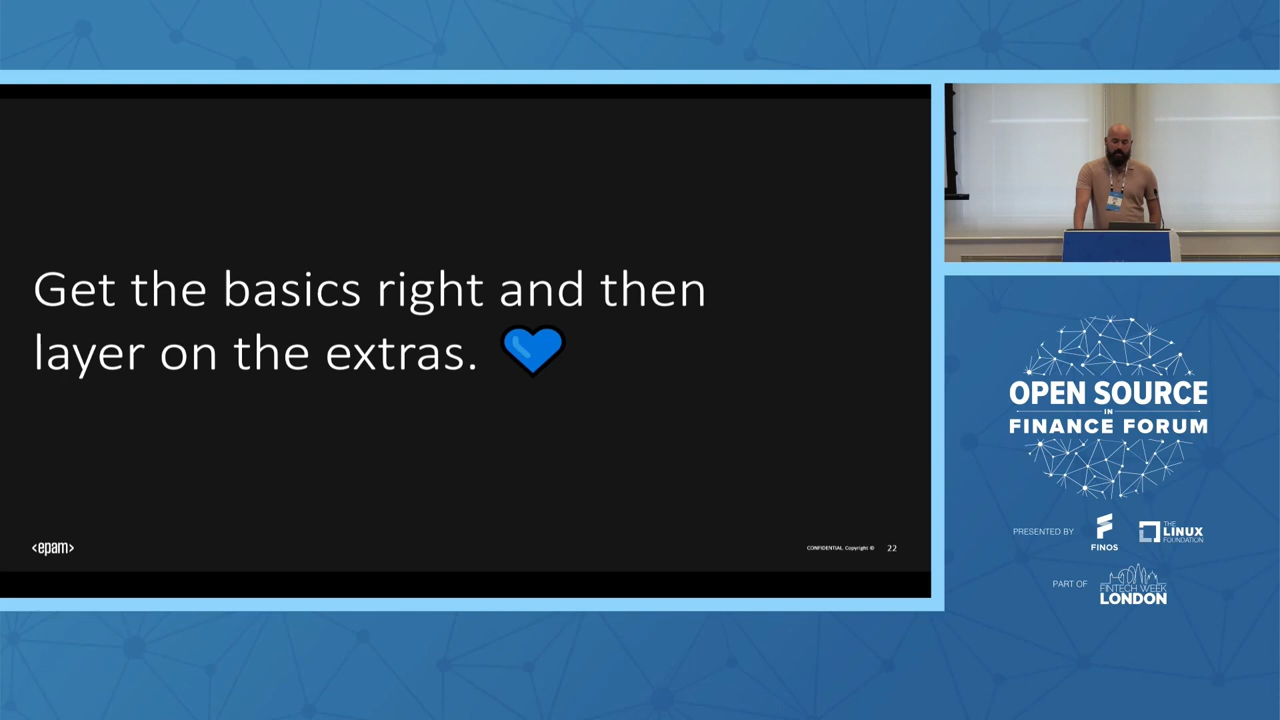 Get the basics right and then
layer on the extras.
<epam>
CONFIDENTIAL Copyright ©
22
OPEN SOURCE
IN
FINANCE FORUM
PRESENTED BY
FINOS
THE
LINUX
FOUNDATION
PART OF
FINTECH WEEK
LONDON